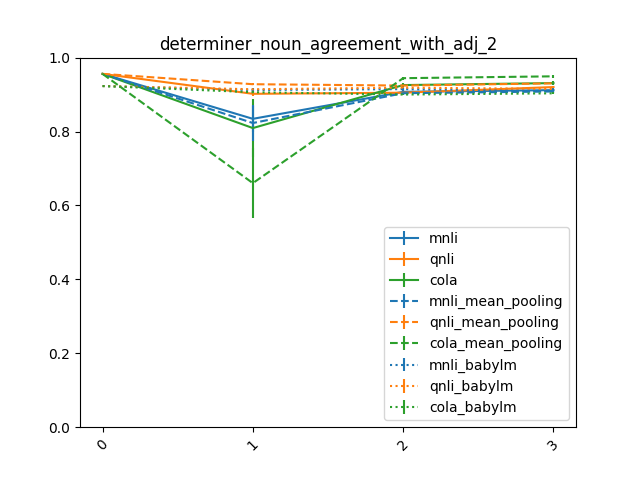 determiner_noun_agreement_with_adj_2
1.0
0.8
0.6
0.4
0.2
0.0
0
1
2
3
mnli
qnli
cola
mnli_mean_pooling
qnli_mean_pooling
cola_mean_pooling
mnli_babylm
qnli_babylm
cola_babylm